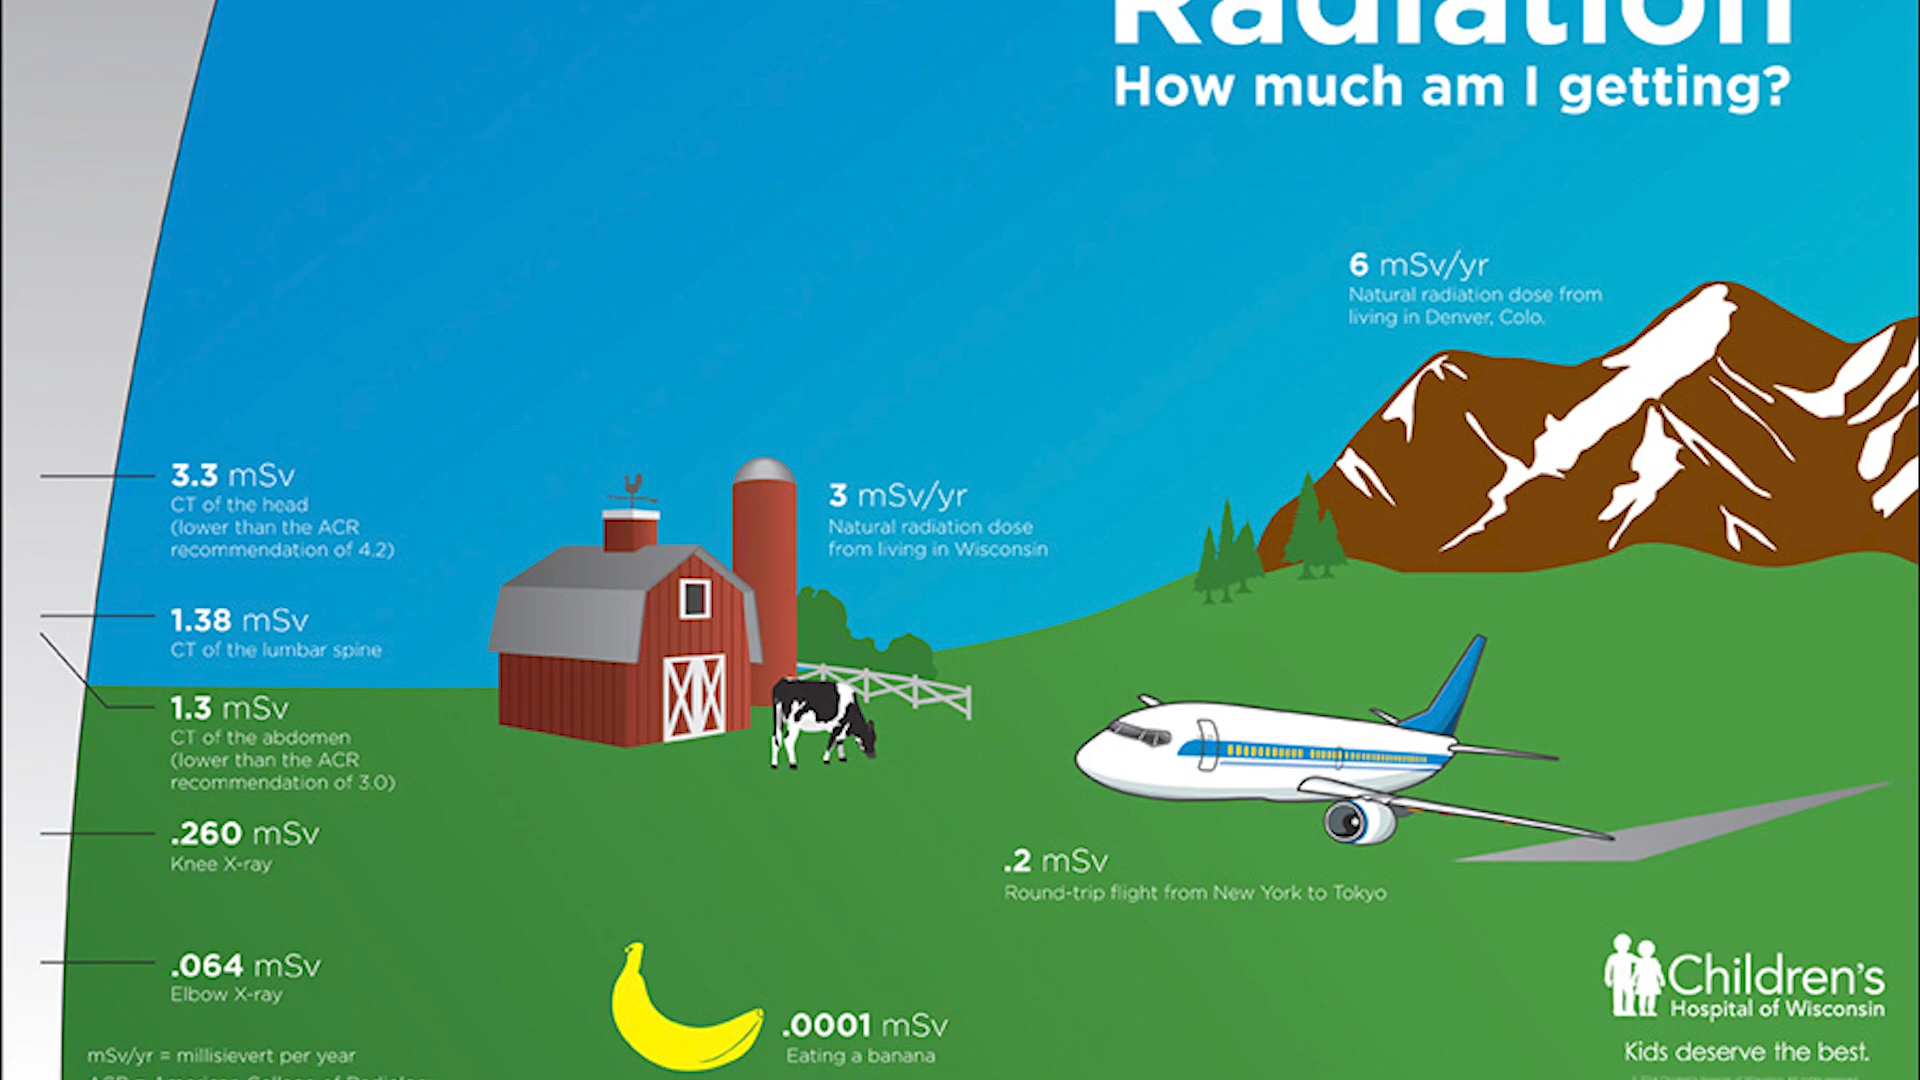 Radiation
How much am I getting?
6 mSv/yr
Natural radiation dose from
living in Denver, Colo.
3.3 mSv
CT of the head
(lower than the ACR
recommendation of 4.2)
3 mSv/yr
Natural radiation dose
from living in Wisconsin
1.38 mSv
CT of the lumbar spine
1.3 mSv
CT of the abdomen
(lower than the ACR
recommendation of 3.0)
.260 mSv
Knee X-ray
.2 mSv
Round-trip flight from New York to Tokyo
.064 mSv
Elbow X-ray
.0001 mSv
Eating a banana
Children's
Hospital of Wisconsin
Kids deserve the best.
mSv/yr = millisievert per year